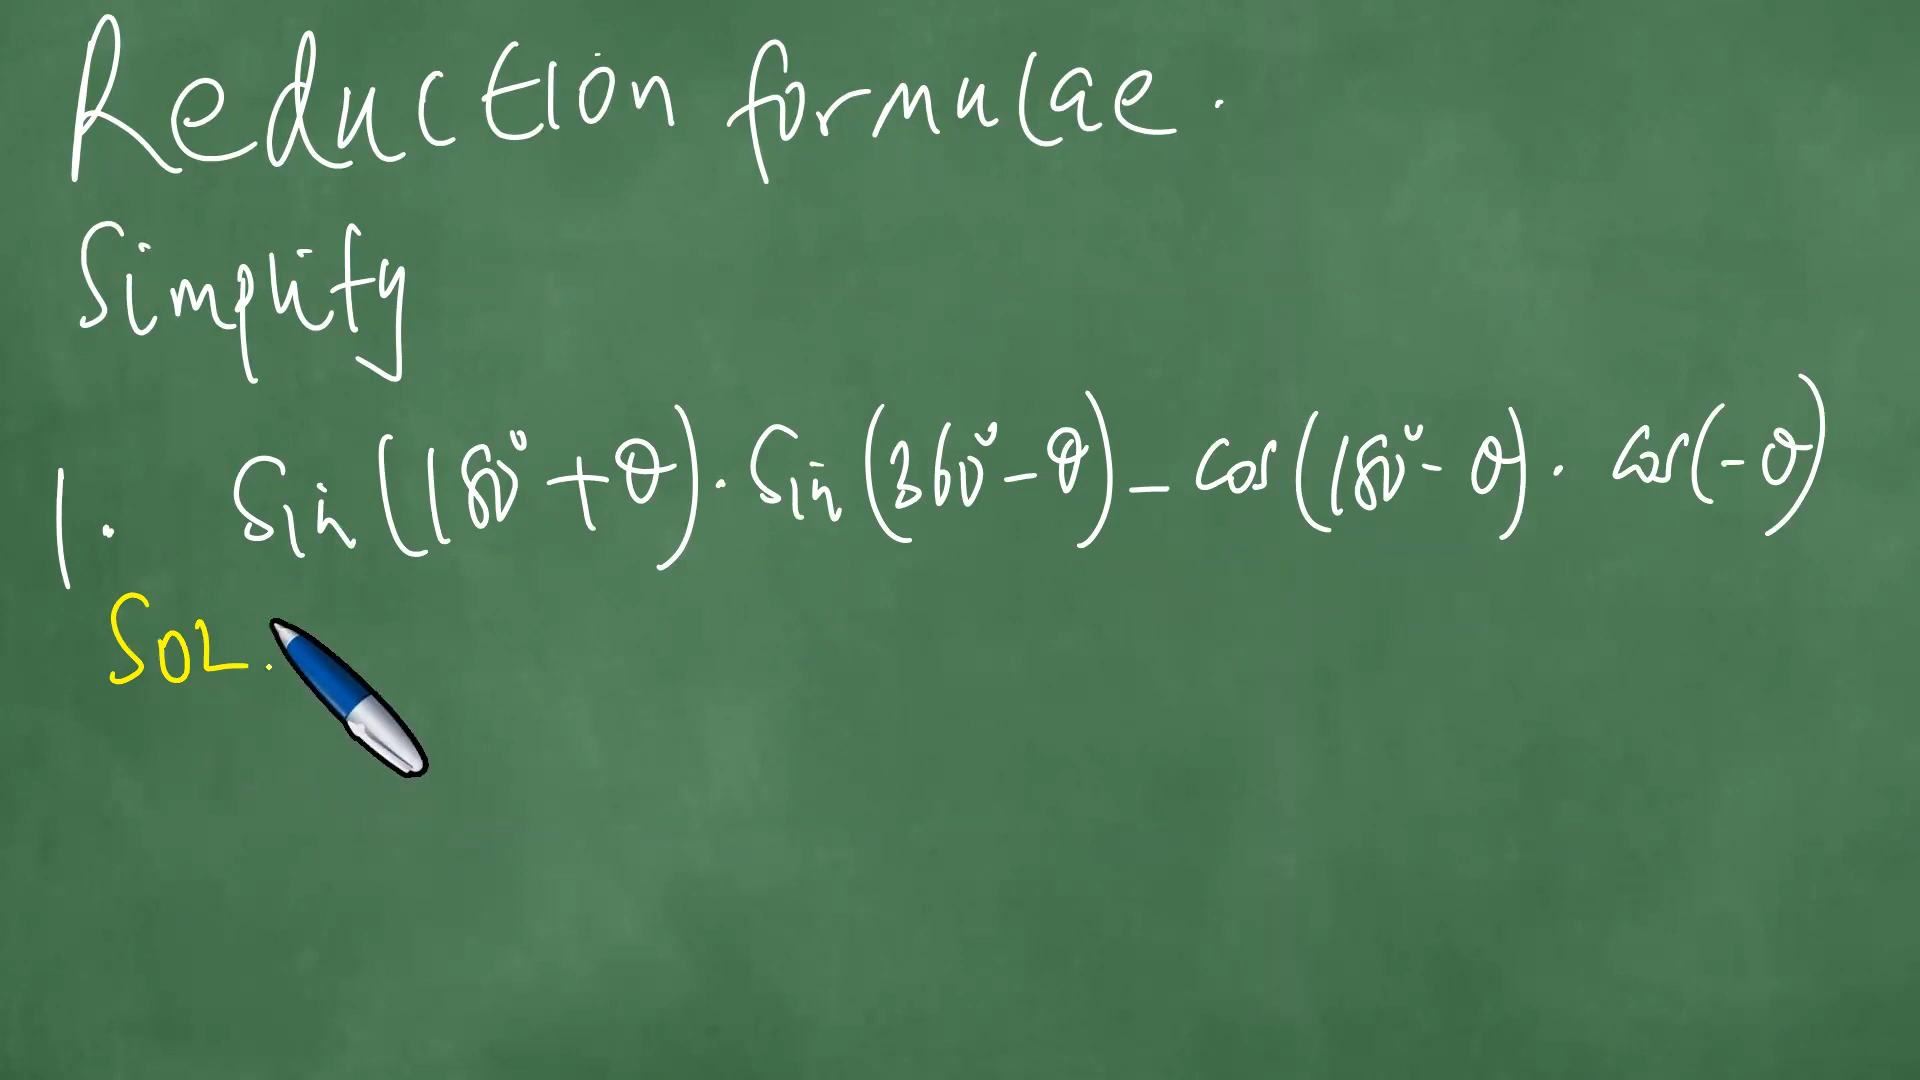 Reduction formulae.
Simplify
1. Sin(180°+θ)·Sin(360°-θ)-cos(180°-θ)·cos(-θ)
SOL.